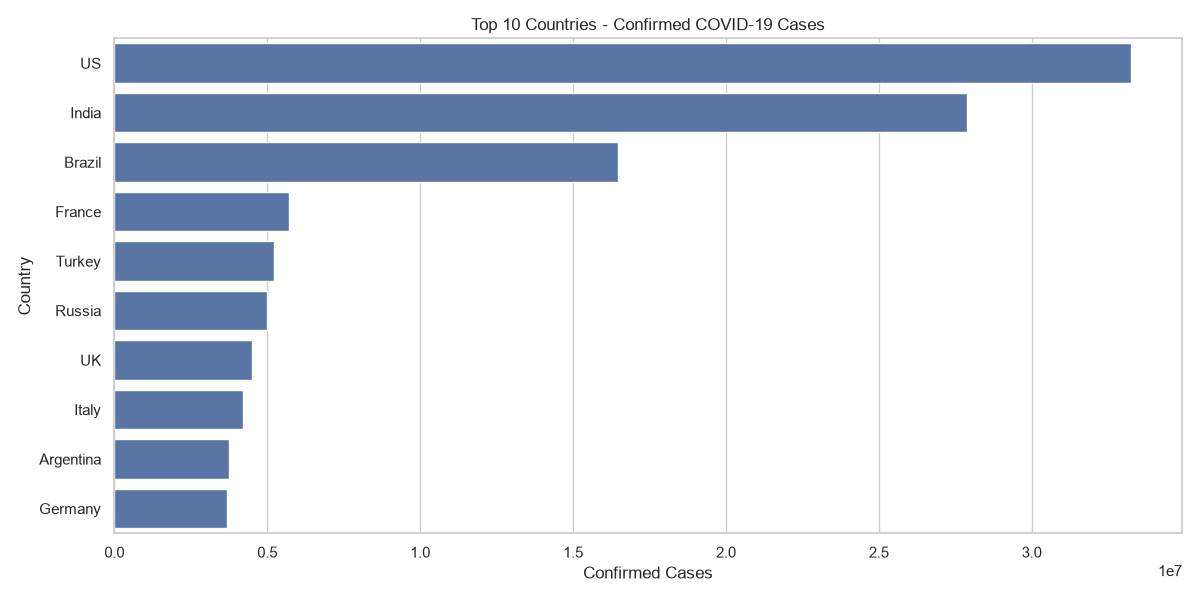 Top 10 Countries - Confirmed COVID-19 Cases
US
India
Brazil
France
Turkey
Russia
UK
Italy
Argentina
Germany
Country
0.0 0.5 1.0 1.5 2.0 2.5 3.0
1e7
Confirmed Cases